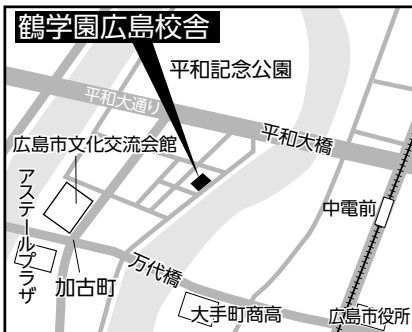 鶴学園広島校舎
平和記念公園
平和大通り
平和大橋
広島市文化交流会館
アステールプラザ
中電前
加古町
万代橋
大手町商高
広島市役所